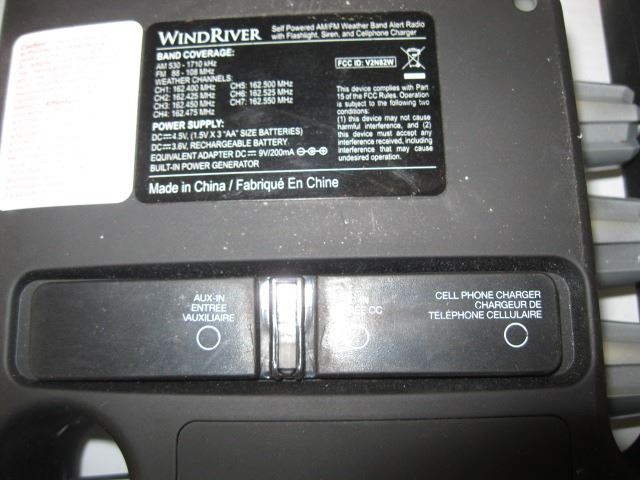 WINDRIVER
Self Powered AM/FM Weather Band Alert Radio
with Flashlight, Siren, and Cellphone Charger
BAND COVERAGE:
AM 530 - 1710 kHz
FM 88 - 108 MHz
WEATHER CHANNELS:
CH1: 162.400 MHz CH5: 162.500 MHz
CH2: 162.425 MHz CH6: 162.525 MHz
CH3: 162.450 MHz CH7: 162.550 MHz
CH4: 162.475 MHz
POWER SUPPLY:
DC 4.5V, (1.5V X 3 "AA" SIZE BATTERIES)
DC 3.6V, RECHARGEABLE BATTERY
EQUIVALENT ADAPTER DC 9V/200mA
BUILT-IN POWER GENERATOR
FCC ID: V2N82W
This device complies with Part
15 of the FCC Rules. Operation
is subject to the following two
conditions:
(1) this device may not cause
harmful interference, and (2)
this device must accept any
interference received, including
interference that may cause
undesired operation.
Made in China / Fabriqué En Chine
AUX-IN
ENTREE
VAUXILIAIRE
CC
CELL PHONE CHARGER
CHARGEUR DE
TÉLÉPHONE CELLULAIRE